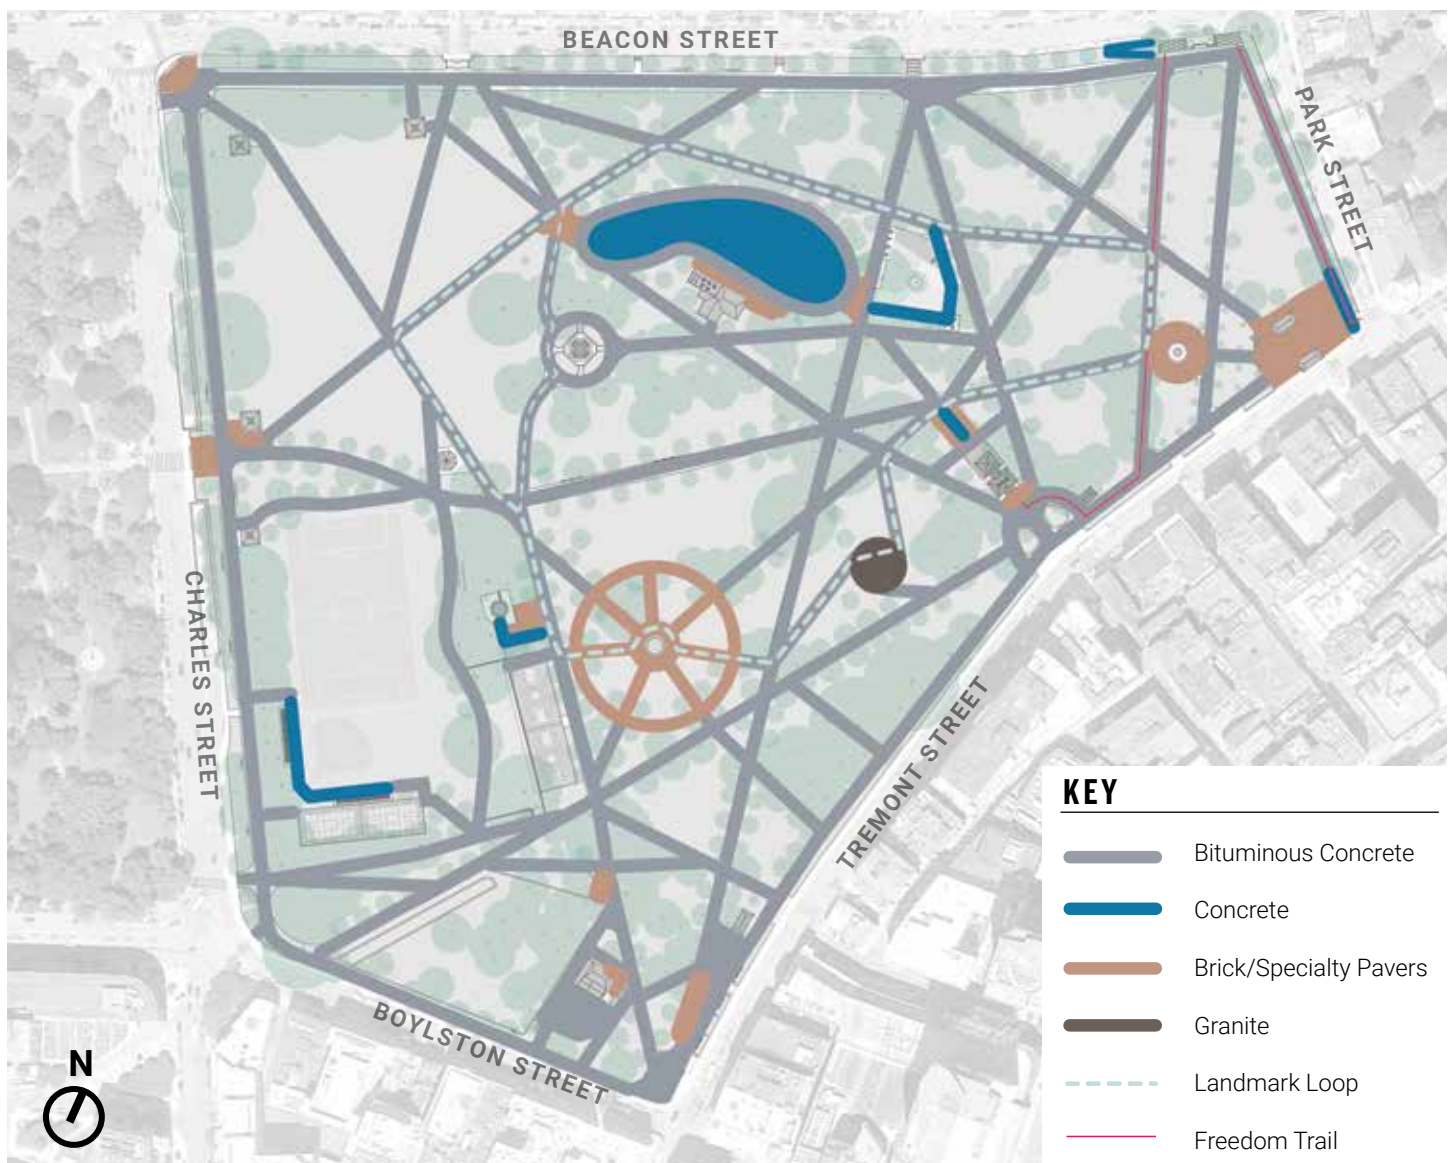 BEACON STREET
PARK STREET
CHARLES STREET
TREMONT STREET
BOYLSTON STREET
N
KEY
Bituminous Concrete
Concrete
Brick/Specialty Pavers
Granite
Landmark Loop
Freedom Trail